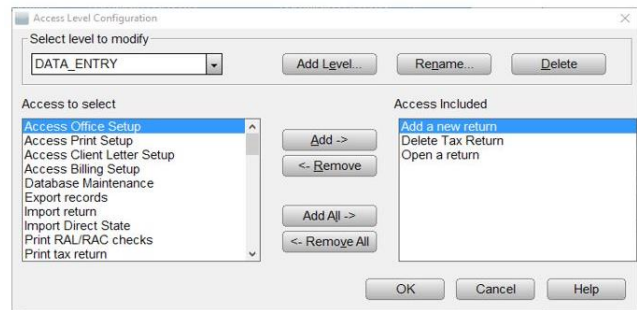 Access Level Configuration
Select level to modify
DATA_ENTRY
Add Level...
Rename...
Delete
Access to select
Access Office Setup
Access Print Setup
Access Client Letter Setup
Access Billing Setup
Database Maintenance
Export records
Import return
Import Direct State
Print RAL/RAC checks
Print tax return
Add ->
<- Remove
Add All ->
<- Remove All
Access Included
Add a new return
Delete Tax Return
Open a return
OK
Cancel
Help